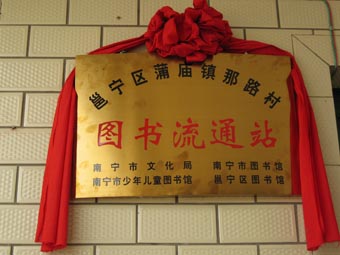 邕宁区蒲庙镇那路村
图书流通站
南宁市文化局 南宁市图书馆
南宁市少年儿童图书馆 邕宁区图书馆